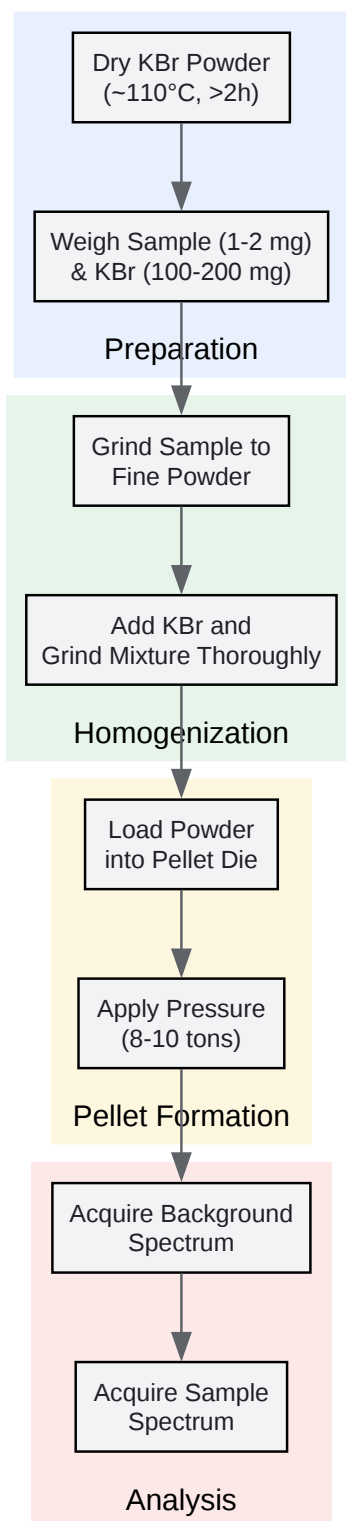 Dry KBr Powder
(~110°C, >2h)
Weigh Sample (1-2 mg)
& KBr (100-200 mg)
Preparation
Grind Sample to
Fine Powder
Add KBr and
Grind Mixture Thoroughly
Homogenization
Load Powder
into Pellet Die
Apply Pressure
(8-10 tons)
Pellet Formation
Acquire Background
Spectrum
Acquire Sample
Spectrum
Analysis